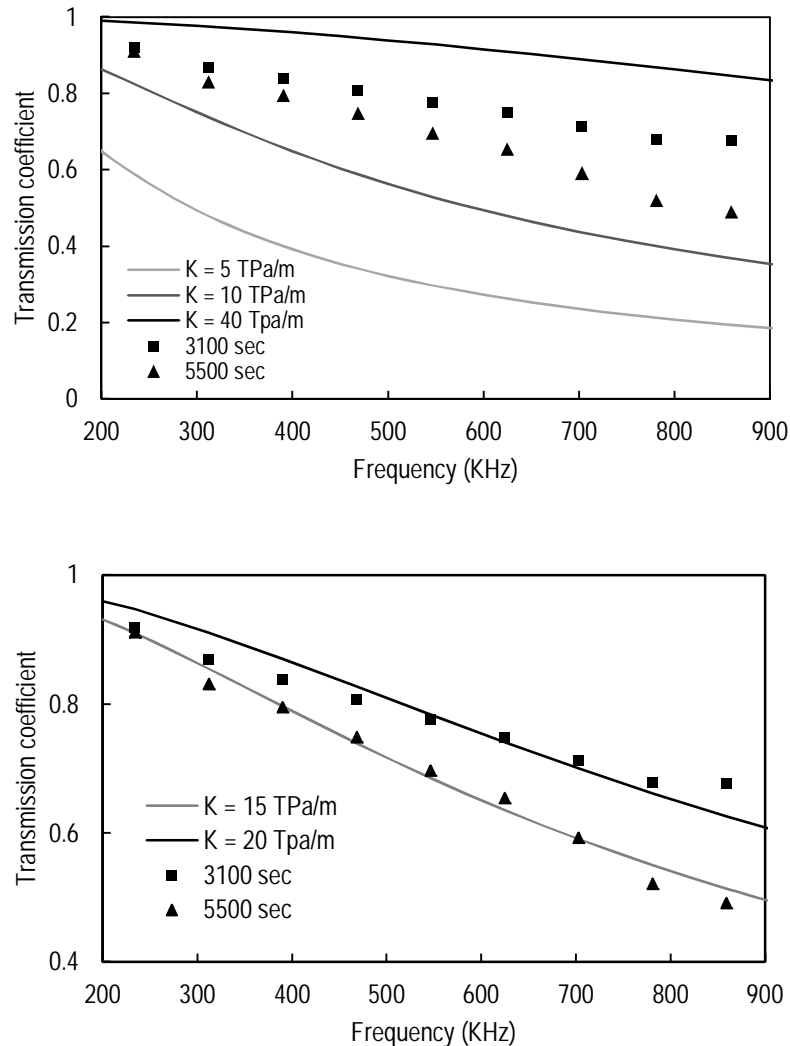 1
0.8
0.6
0.4
0.2
0
Transmission coefficient
K = 5 TPa/m
K = 10 TPa/m
K = 40 Tpa/m
3100 sec
5500 sec
200 300 400 500 600 700 800 900
Frequency (KHz)
1
0.8
0.6
0.4
Transmission coefficient
K = 15 TPa/m
K = 20 Tpa/m
3100 sec
5500 sec
200 300 400 500 600 700 800 900
Frequency (KHz)